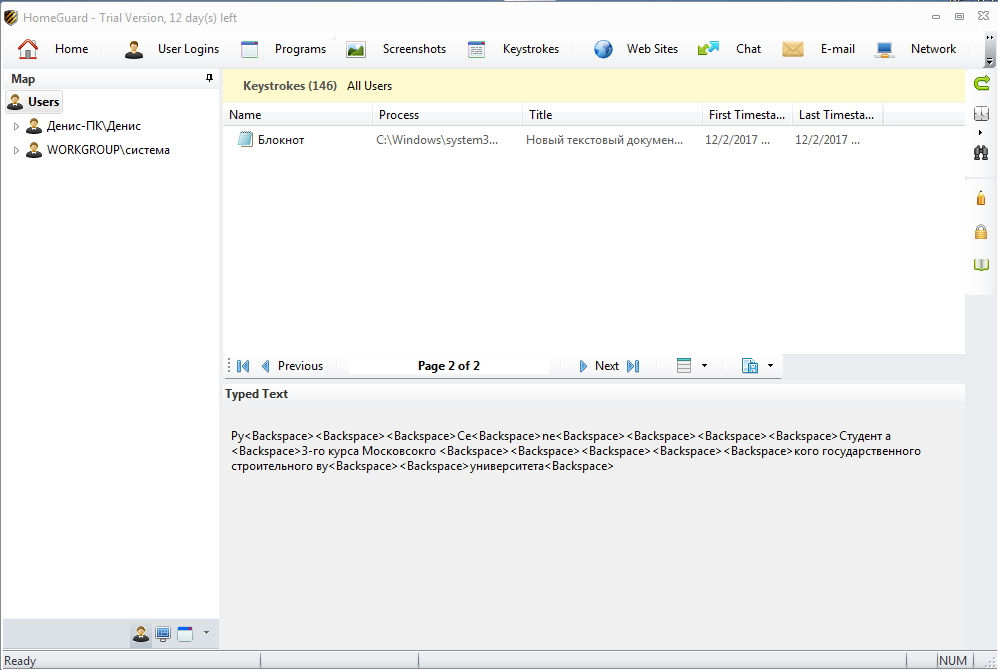 HomeGuard - Trial Version, 12 day(s) left
Home User Logins Programs Screenshots Keystrokes Web Sites Chat E-mail Network
Map
Users
Денис-ПК\Денис
WORKGROUP\система
Keystrokes (146) All Users
Name Process Title First Timesta... Last Timesta...
Блокнот C:\Windows\system3... Новый текстовый докумен... 12/2/2017 ... 12/2/2017 ...
Previous Page 2 of 2 Next
Typed Text
Ру<Backspace><Backspace><Backspace>Се<Backspace>пе<Backspace><Backspace><Backspace><Backspace>Студент а
<Backspace>3-го курса Московсокго <Backspace><Backspace><Backspace><Backspace><Backspace>кого государственного
строительного ву<Backspace><Backspace>университета<Backspace>
Ready NUM